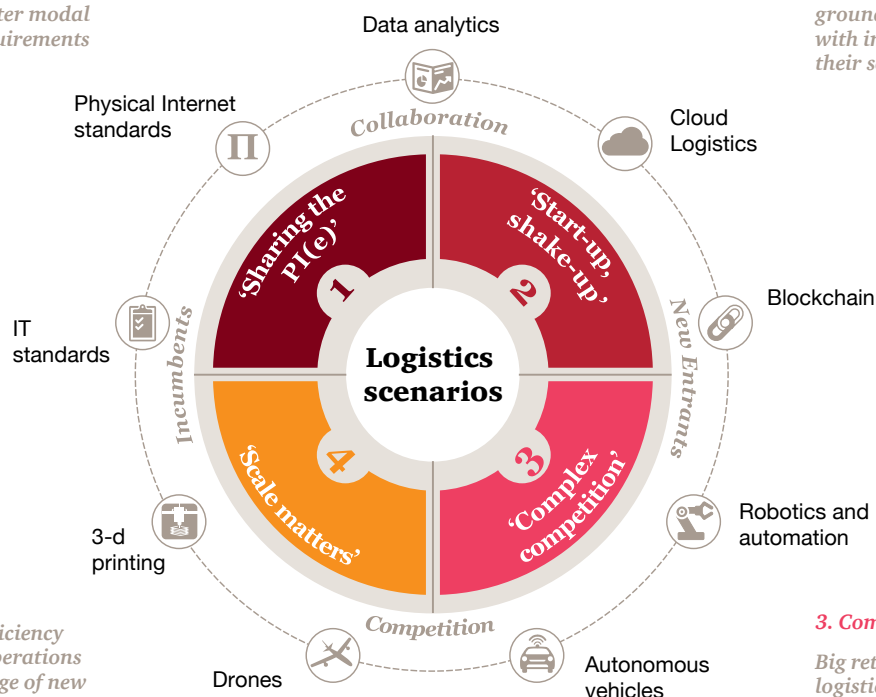 ter modal
uirements
ground
with in
their s
Data analytics
Physical Internet
standards
Π
Collaboration
Cloud
Logistics
‘Sharing the
PI(e)’
1
‘Start-up,
shake-up’
2
IT
standards
Incumbents
Logistics
scenarios
New Entrants
Blockchain
4
‘Scale matters’
3
‘Complex
competition’
3-d
printing
Robotics and
automation
Competition
iciency
perations
ge of new
Drones
Autonomous
vehicles
3. Com
Big ret
logistic